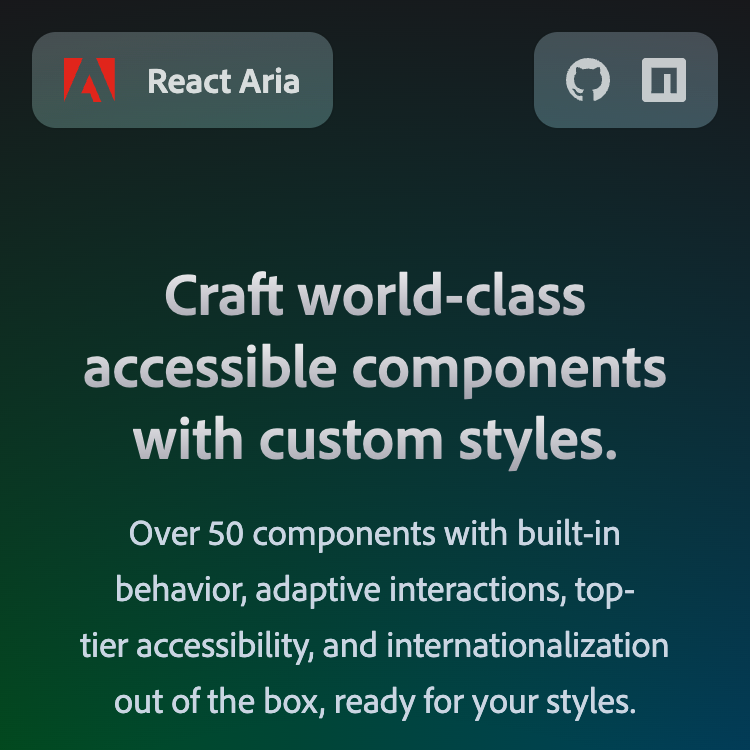 React Aria
Craft world-class
accessible components
with custom styles.
Over 50 components with built-in
behavior, adaptive interactions, top-
tier accessibility, and internationalization
out of the box, ready for your styles.